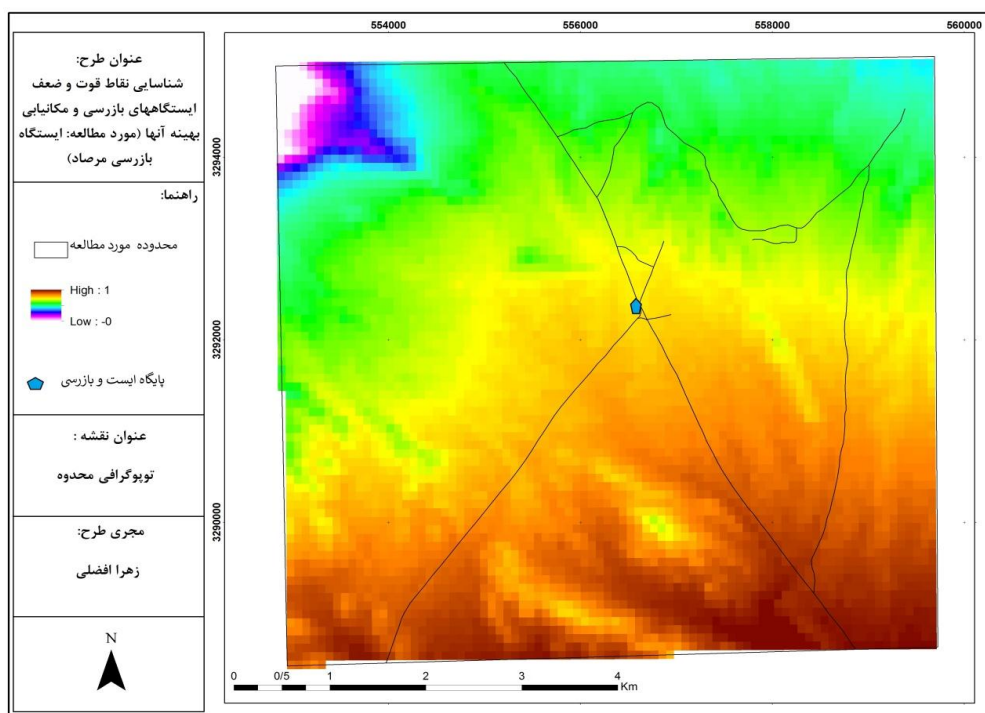 عنوان طرح:
شناسایی نقاط قوت و ضعف
ایستگاههای بازرسی و مکانیابی
بهینه آنها (مورد مطالعه: ایستگاه
بازرسی مرصاد)
راهنما:
محدوده مورد مطالعه
High : 1
Low : -0
پایگاه ایست و بازرسی
عنوان نقشه :
توپوگرافی محدوه
مجری طرح:
زهرا افضلی
N
554000 556000 558000 560000
3294000
3292000
3290000
0 0/5 1 2 3 4
Km